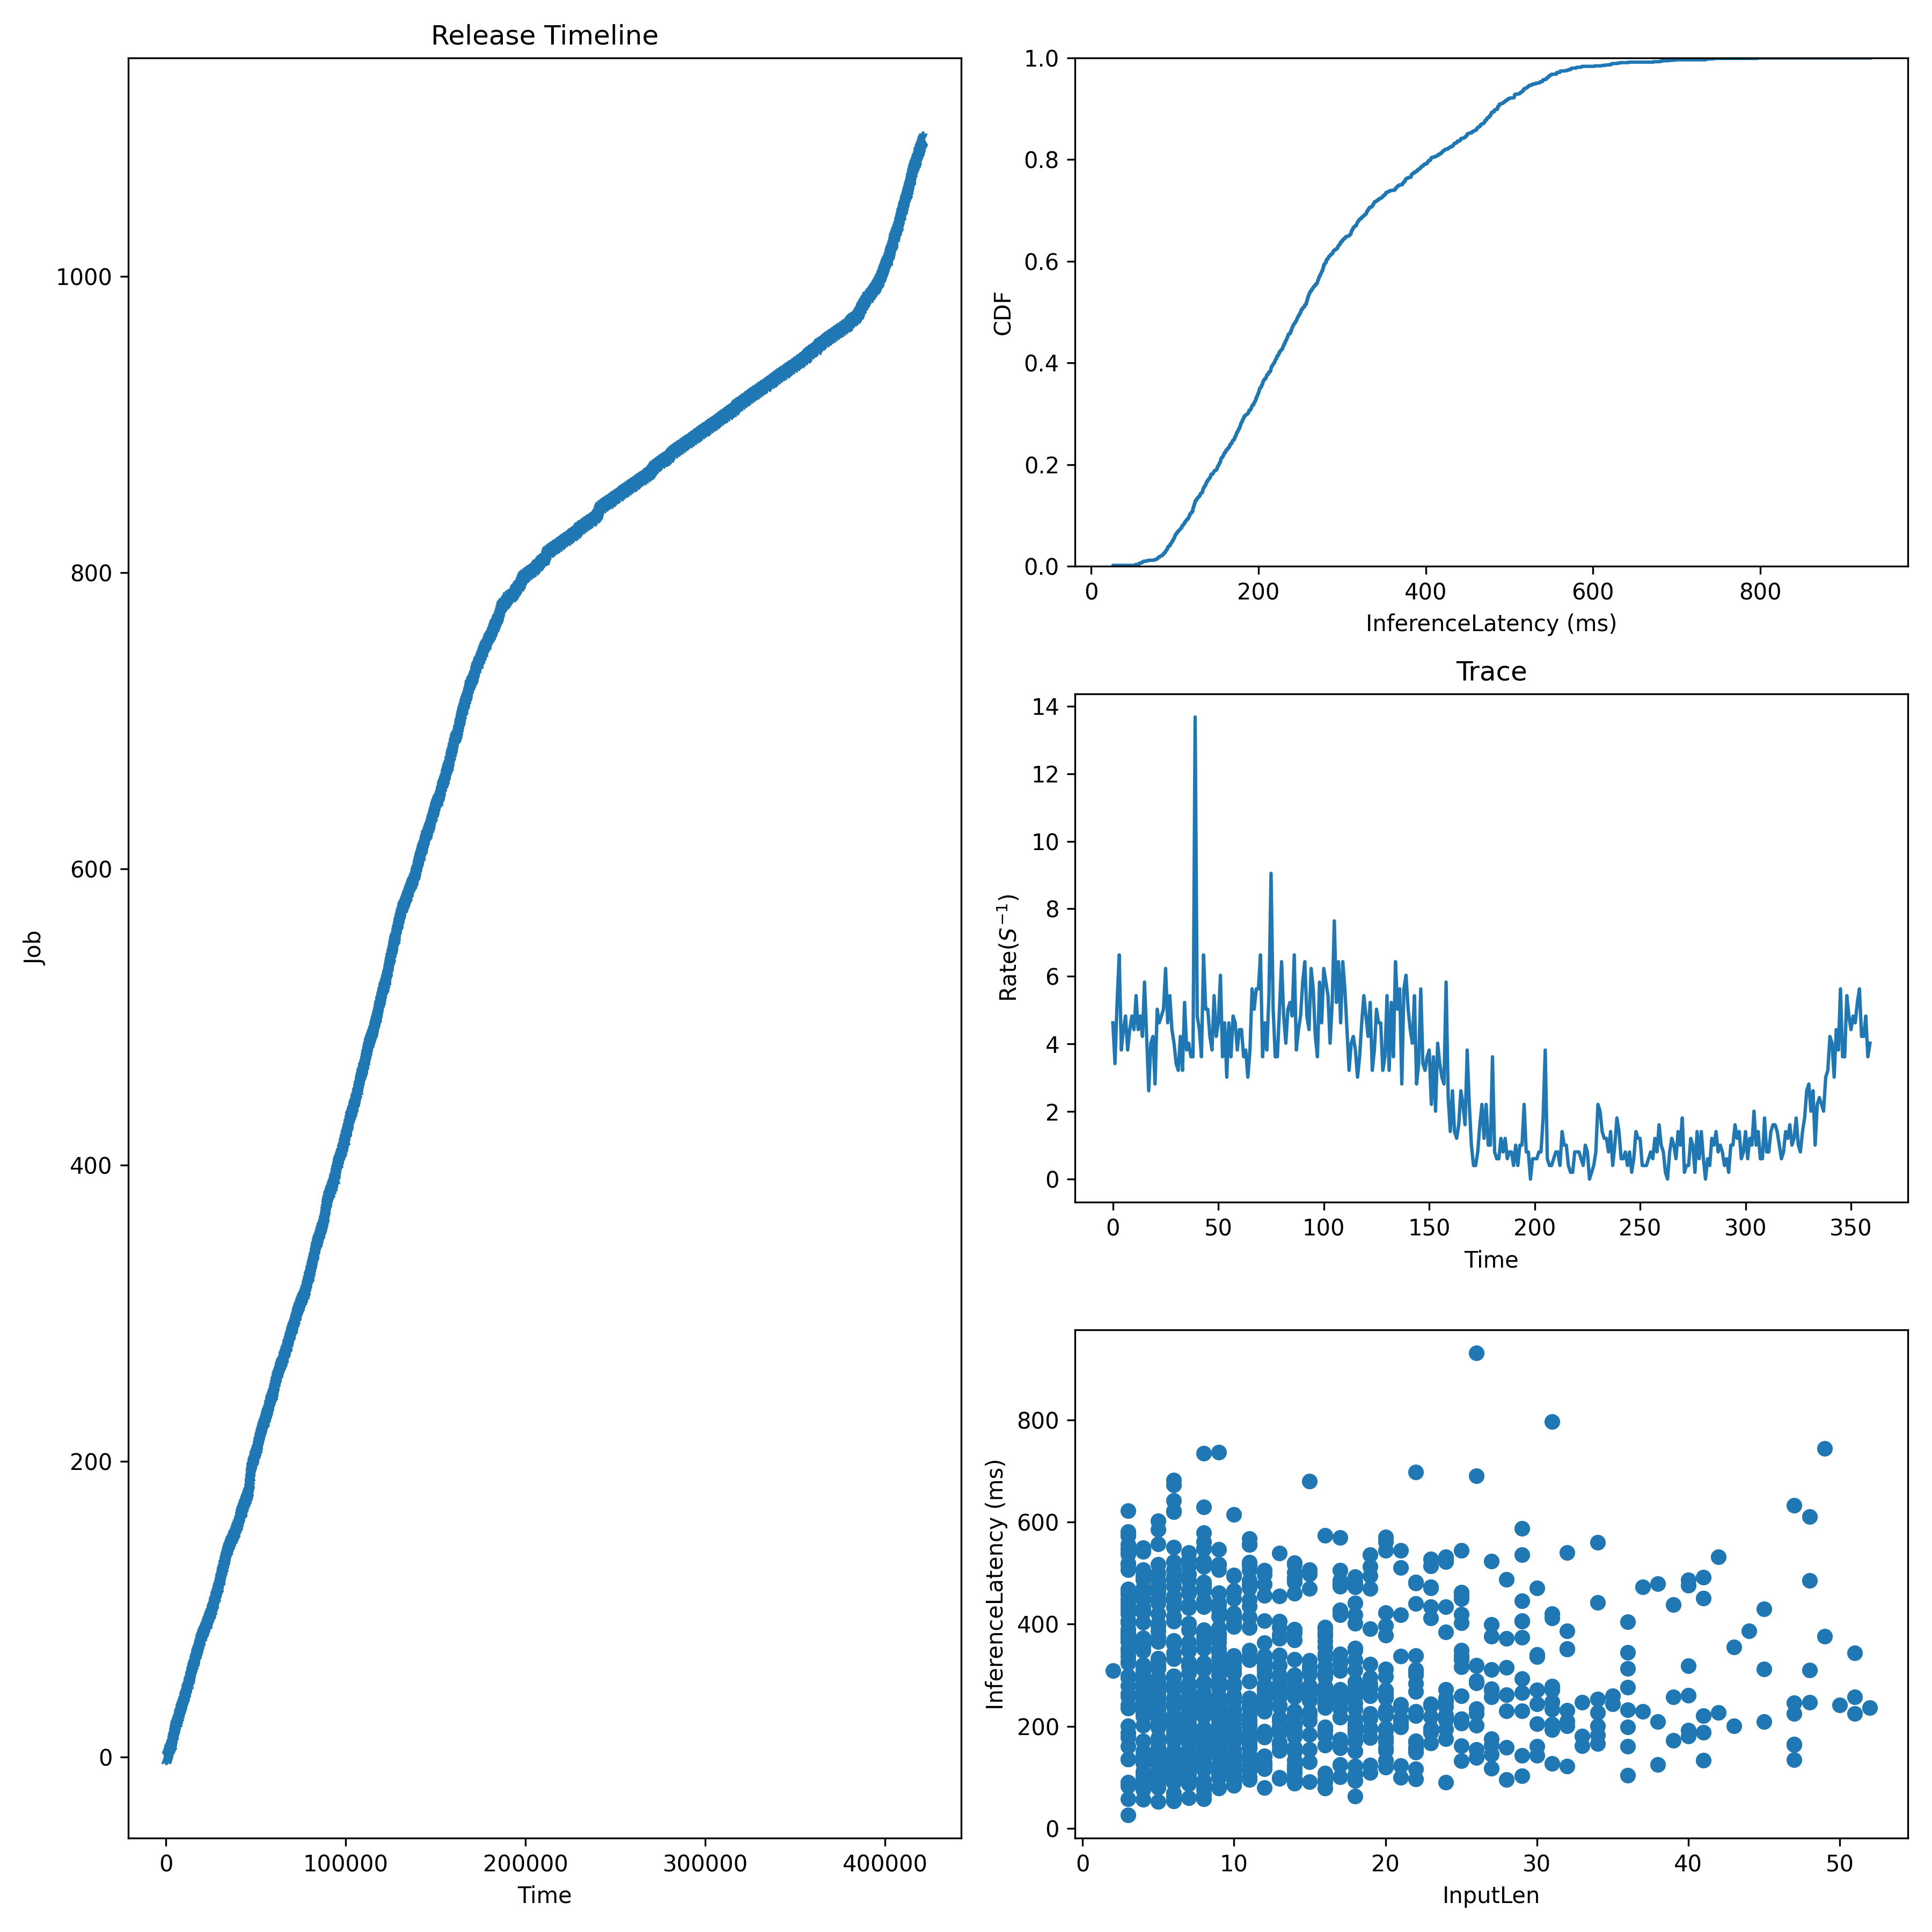 Release Timeline
Job
1000
800
600
400
200
0
0 100000 200000 300000 400000
Time
CDF
1.0
0.8
0.6
0.4
0.2
0.0
0 200 400 600 800
InferenceLatency (ms)
Trace
Rate(S⁻¹)
14
12
10
8
6
4
2
0
0 50 100 150 200 250 300 350
Time
InferenceLatency (ms)
800
600
400
200
0
0 10 20 30 40 50
InputLen